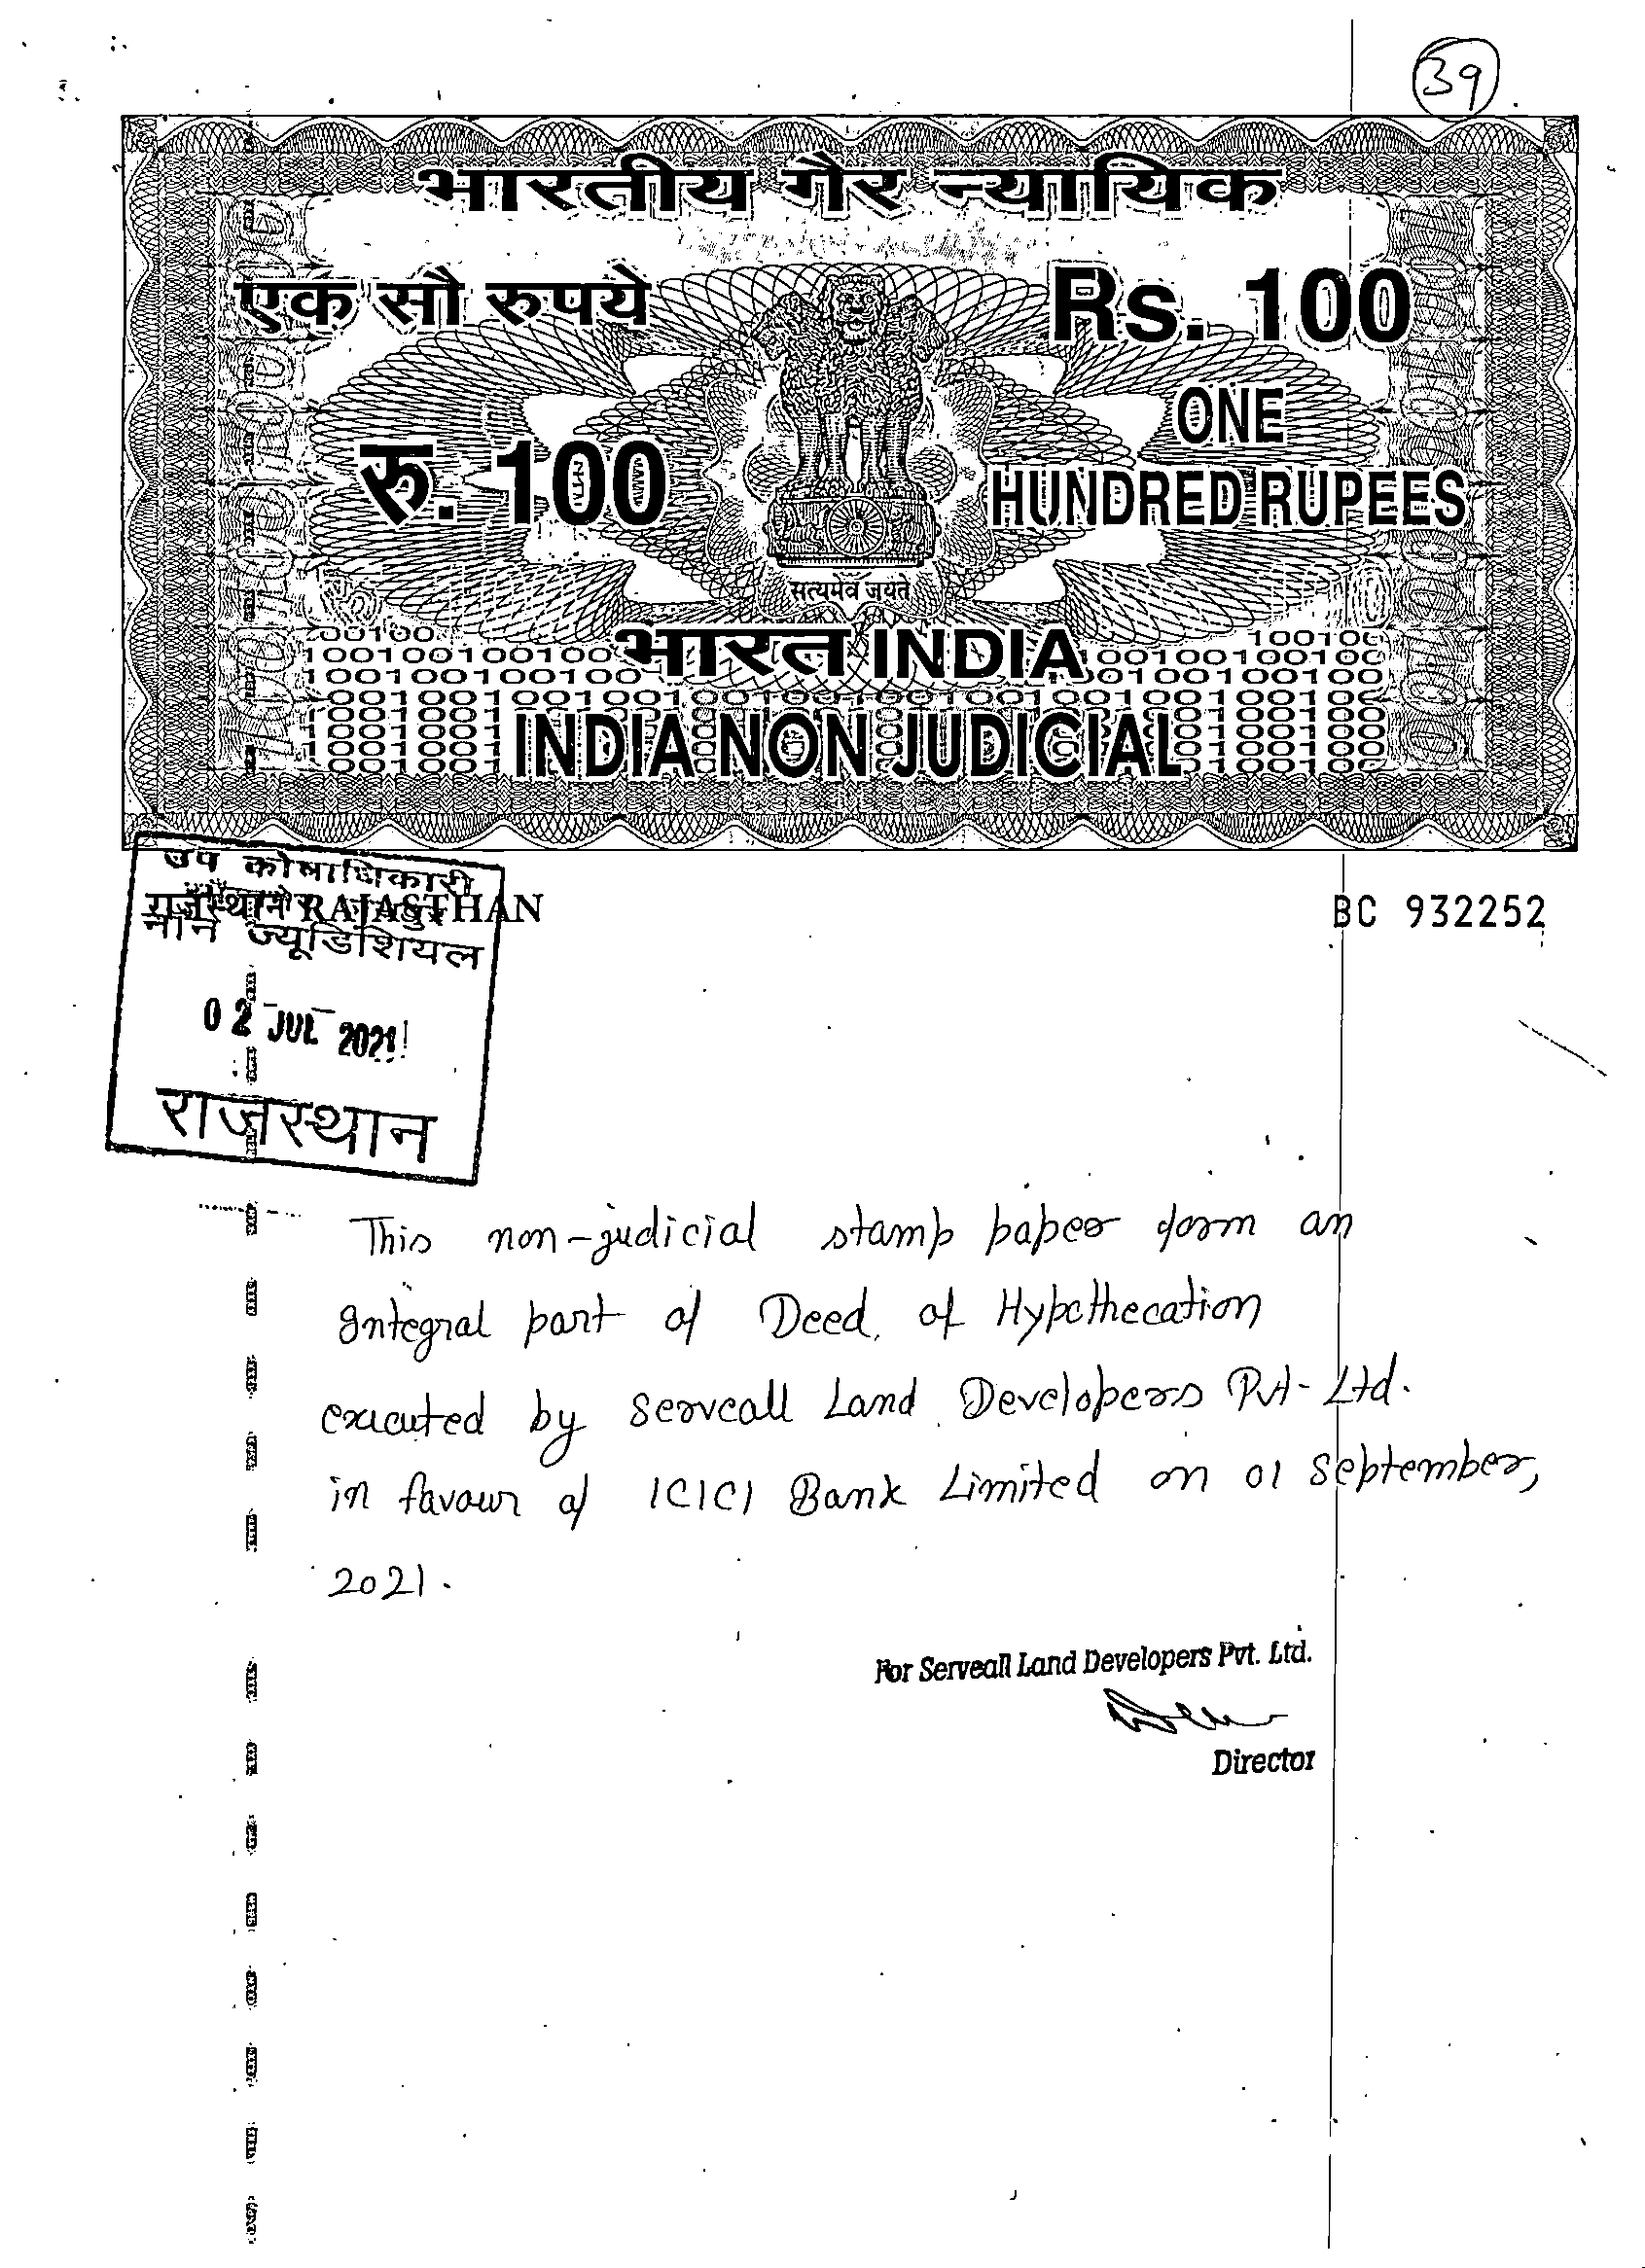 39
भारतीय गैर न्यायिक
एक सौ रुपये
Rs. 100
रु. 100
ONE
HUNDRED RUPEES
सत्यमेव जयते
भारत INDIA
INDIA NON JUDICIAL
उप कोषाधिकारी
राजस्थान RAJASTHAN
BC 932252
नान ज्यूडिशियल
02 JUL 2021
राजस्थान
This non-judicial stamp paper form an
Integral part of Deed of Hypothecation
executed by Serveall Land Developers Pvt-Ltd.
in favour of ICICI Bank Limited on 01 September,
2021.
For Serveall Land Developers Pvt. Ltd.
Director